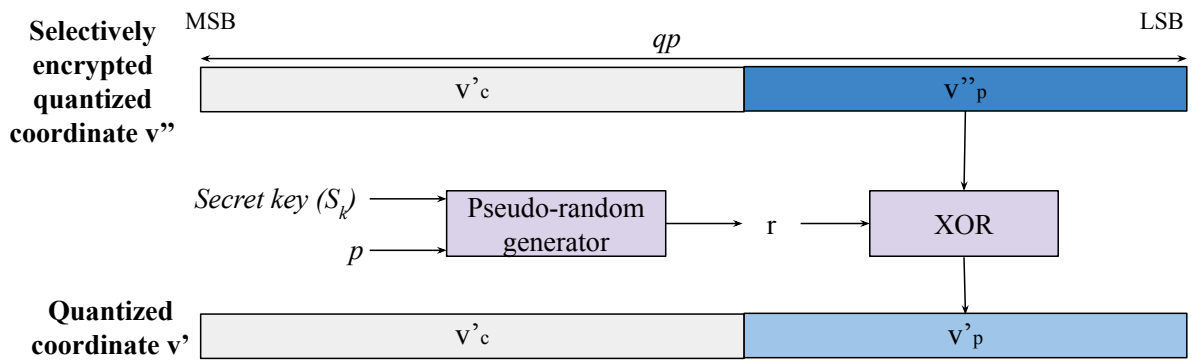 MSB
LSB
Selectively
encrypted
quantized
coordinate v”
qp
v’c
v”p
Secret key (Sk)
p
Pseudo-random
generator
r
XOR
Quantized
coordinate v’
v’c
v’p